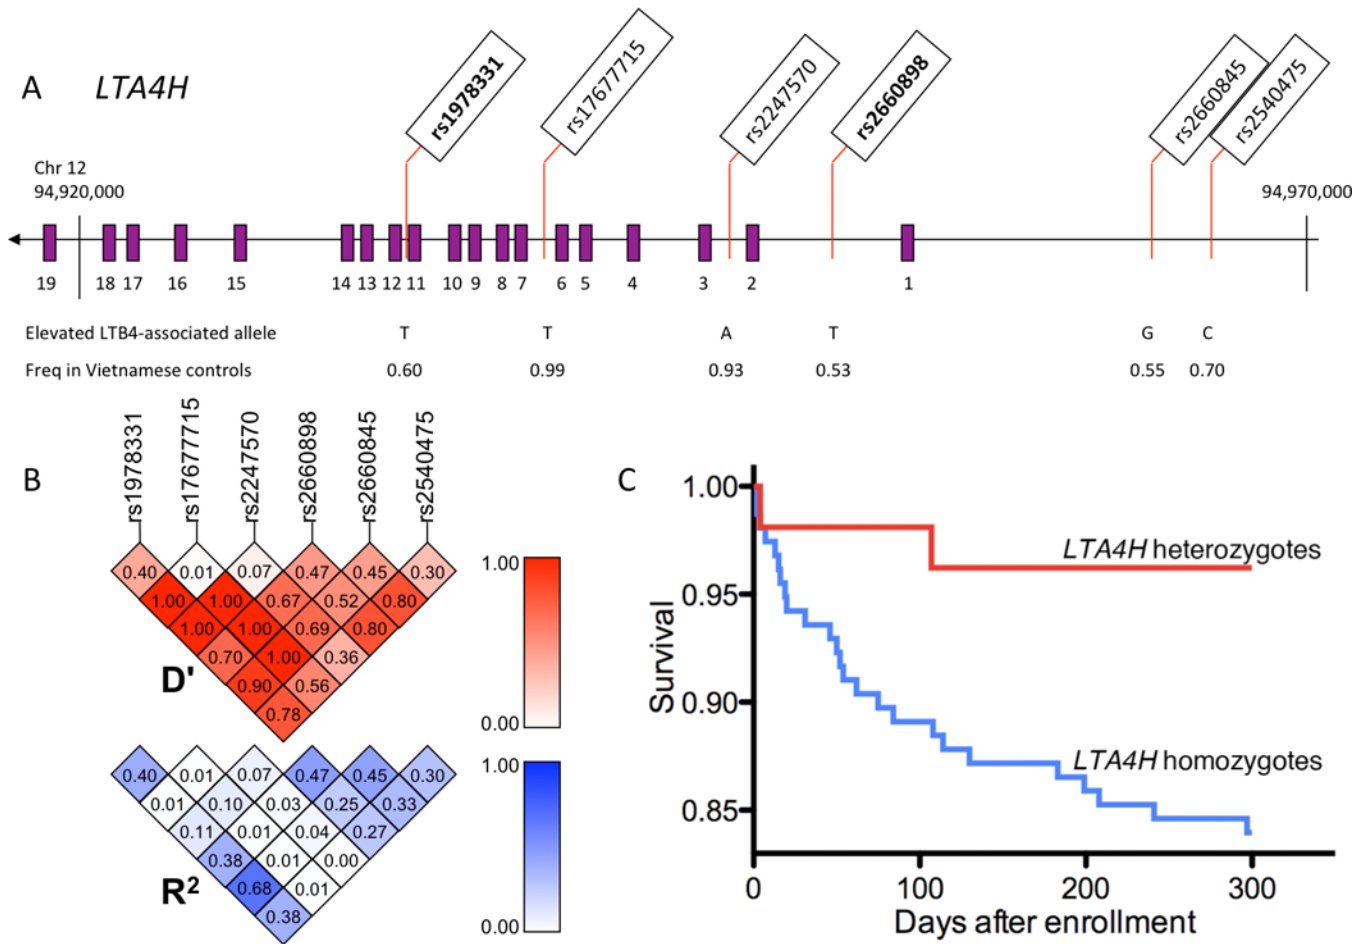 A LTA4H
rs1978331
rs17677715
rs2247570
rs2660898
rs2660845
rs2540475
Chr 12
94,920,000
94,970,000
19 18 17 16 15 14 13 12 11 10 9 8 7 6 5 4 3 2 1
Elevated LTB4-associated allele T T A T G C
Freq in Vietnamese controls 0.60 0.99 0.93 0.53 0.55 0.70
B
rs1978331
rs17677715
rs2247570
rs2660898
rs2660845
rs2540475
0.40 0.01 0.07 0.47 0.45 0.30
1.00 1.00 0.67 0.52 0.80
1.00 1.00 0.69 0.80
0.70 1.00 0.36
0.90 0.56
0.78
D'
1.00
0.00
0.40 0.01 0.07 0.47 0.45 0.30
0.01 0.10 0.03 0.25 0.33
0.11 0.01 0.04 0.27
0.38 0.01 0.00
0.68 0.01
0.38
R²
1.00
0.00
C
Survival
1.00
0.95
0.90
0.85
LTA4H heterozygotes
LTA4H homozygotes
0 100 200 300
Days after enrollment